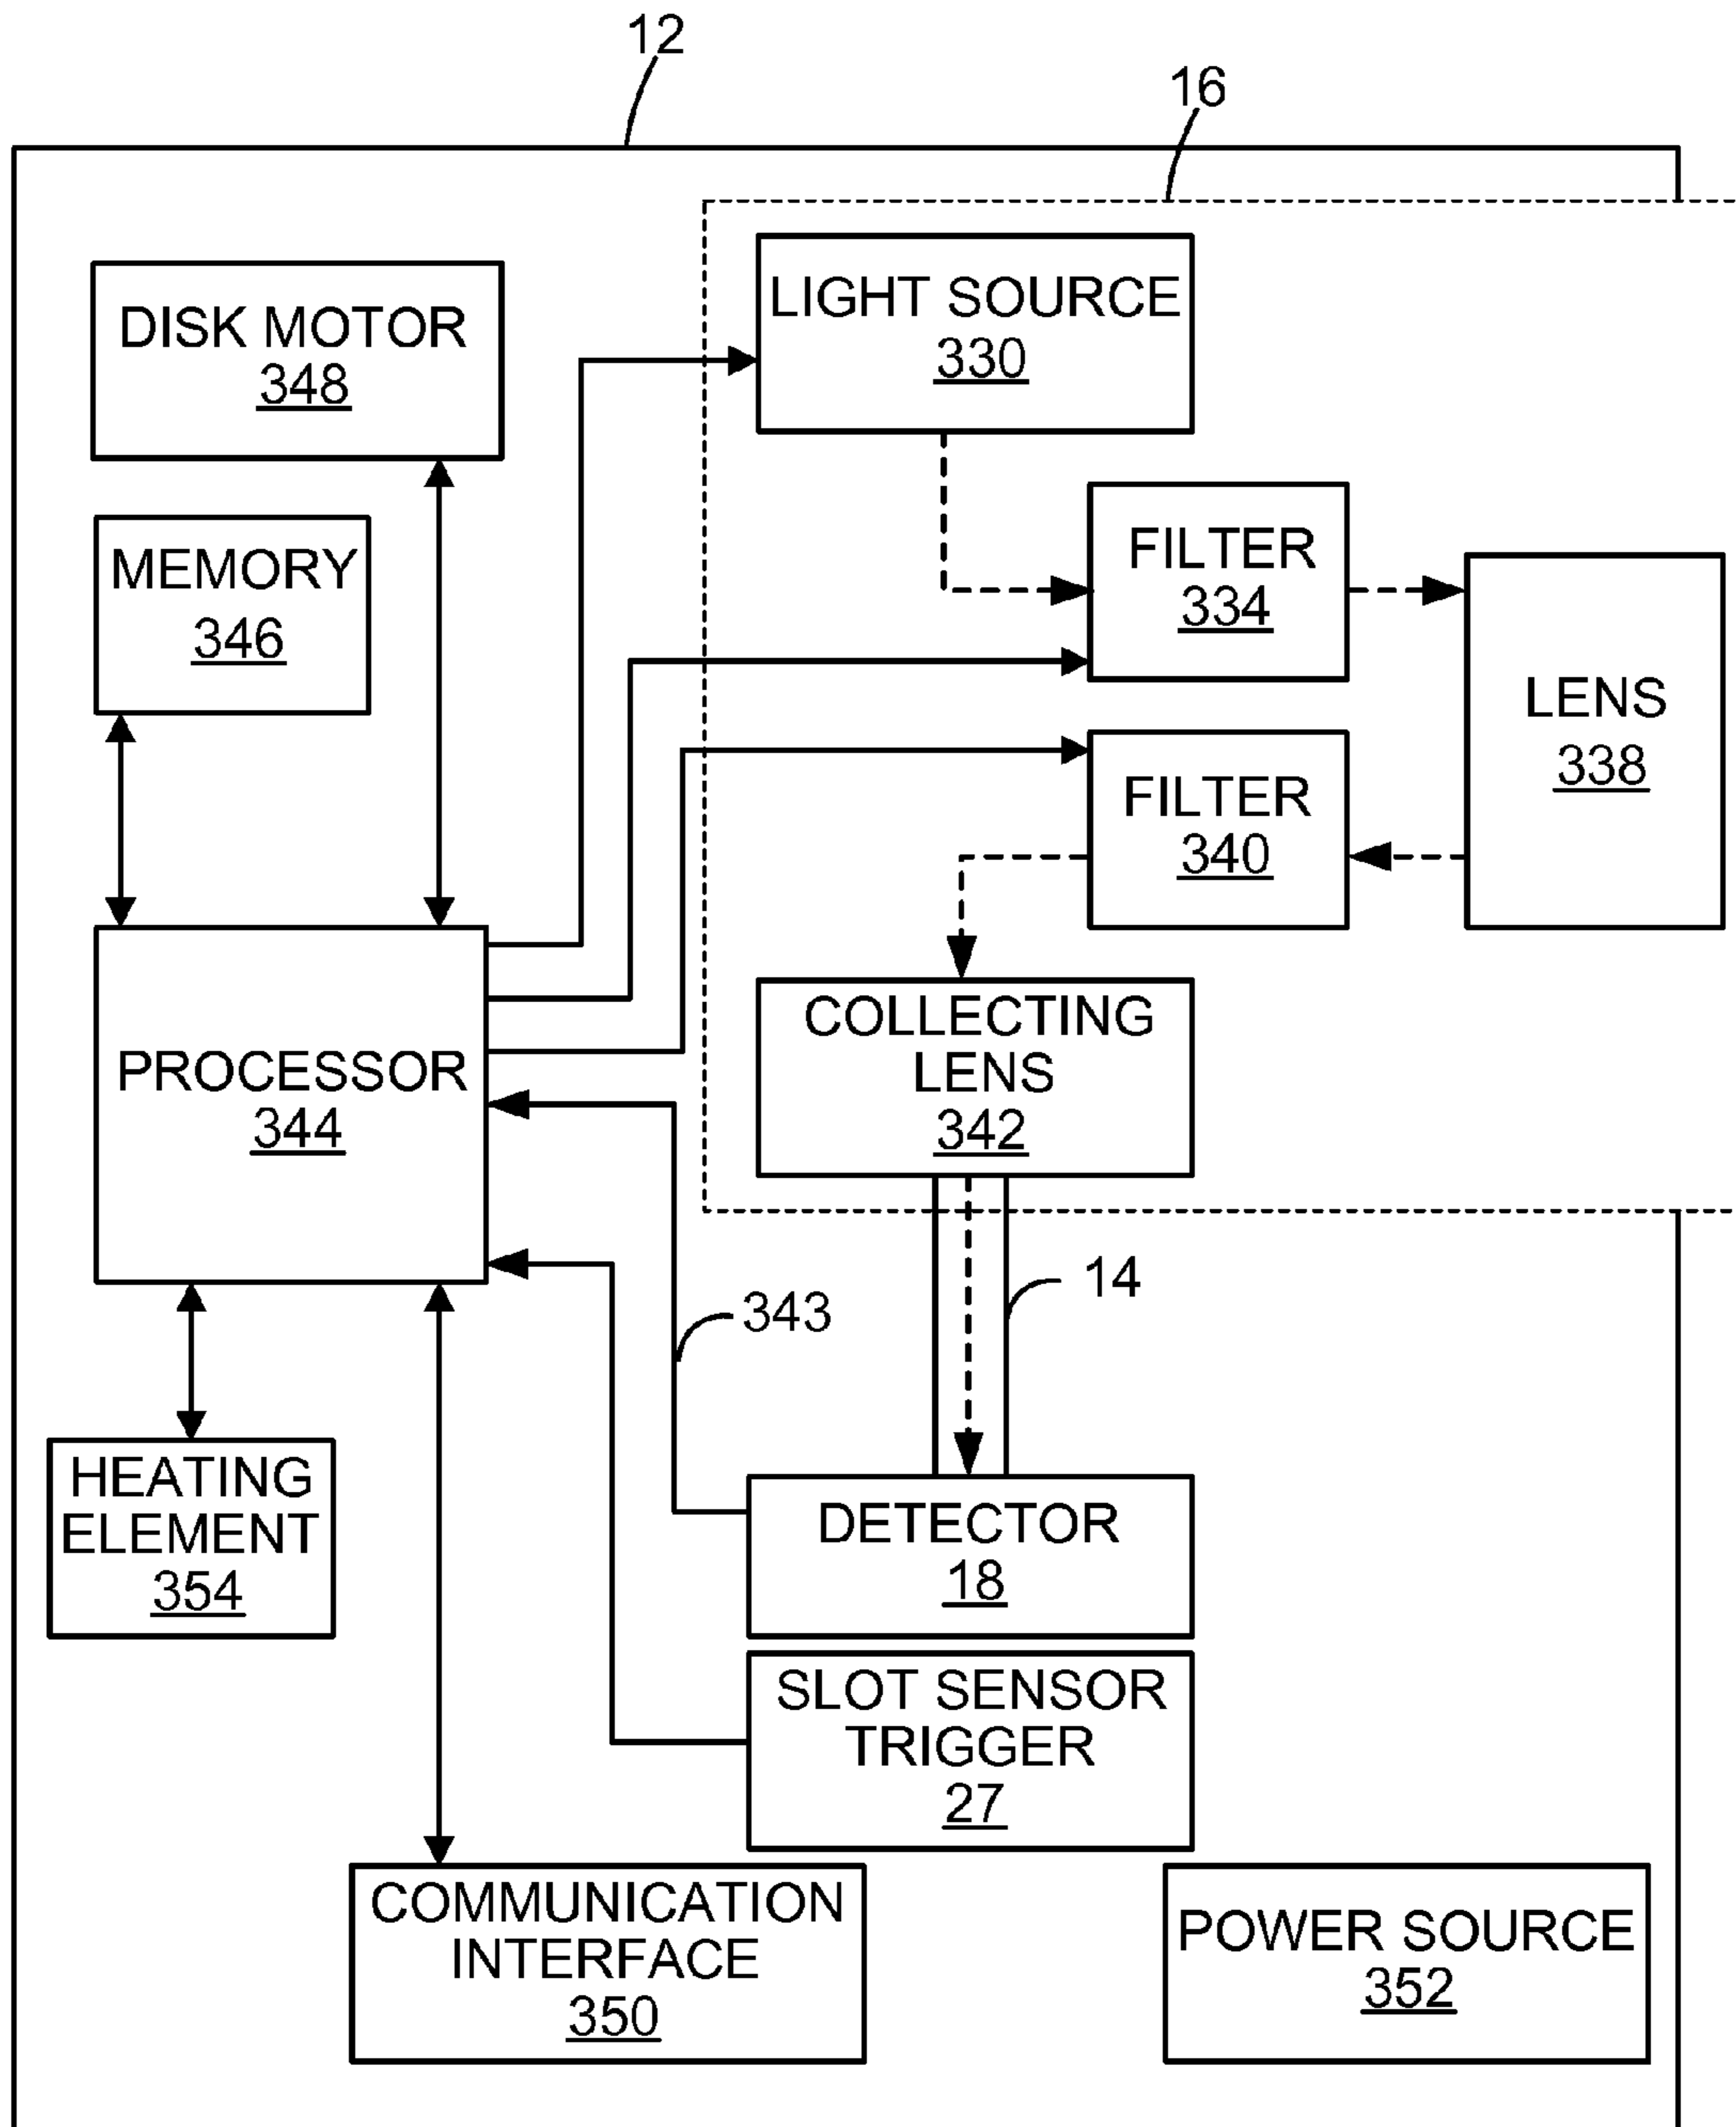 12
16
DISK MOTOR
348
LIGHT SOURCE
330
MEMORY
346
FILTER
334
LENS
338
FILTER
340
PROCESSOR
344
COLLECTING
LENS
342
343
14
HEATING
ELEMENT
354
DETECTOR
18
SLOT SENSOR
TRIGGER
27
COMMUNICATION
INTERFACE
350
POWER SOURCE
352